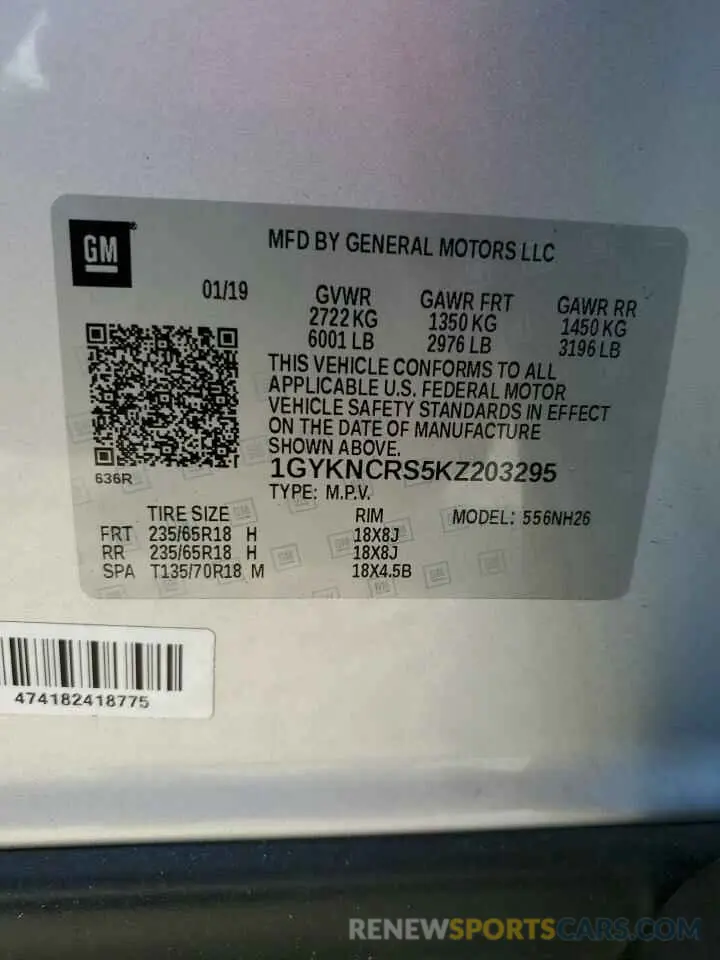 GM
MFD BY GENERAL MOTORS LLC
01/19
GVWR GAWR FRT GAWR RR
2722 KG 1350 KG 1450 KG
6001 LB 2976 LB 3196 LB
THIS VEHICLE CONFORMS TO ALL
APPLICABLE U.S. FEDERAL MOTOR
VEHICLE SAFETY STANDARDS IN EFFECT
ON THE DATE OF MANUFACTURE
SHOWN ABOVE.
636R
1GYKNCRS5KZ203295
TYPE: M.P.V.
TIRE SIZE RIM MODEL: 556NH26
FRT 235/65R18 H 18X8J
RR 235/65R18 H 18X8J
SPA T135/70R18 M 18X4.5B
474182418775
RENEWSPORTSCARS.COM